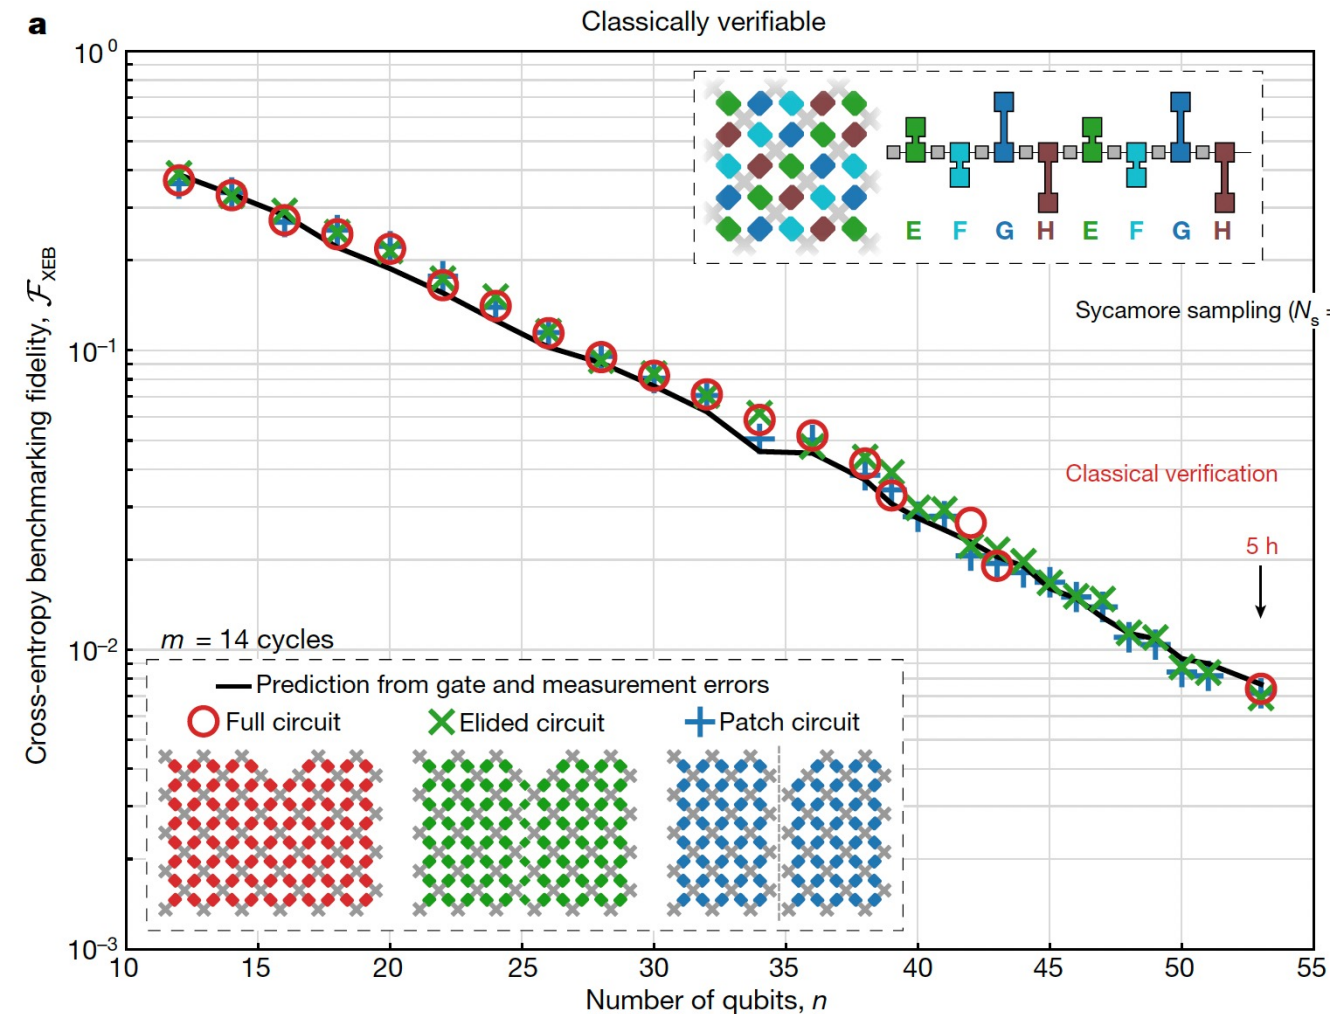 a
Classically verifiable
10⁰
10⁻¹
10⁻²
10⁻³
Cross-entropy benchmarking fidelity, ℱXEB
E F G H E F G H
Sycamore sampling (Ns =
Classical verification
5 h
m = 14 cycles
Prediction from gate and measurement errors
Full circuit Elided circuit Patch circuit
10 15 20 25 30 35 40 45 50 55
Number of qubits, n